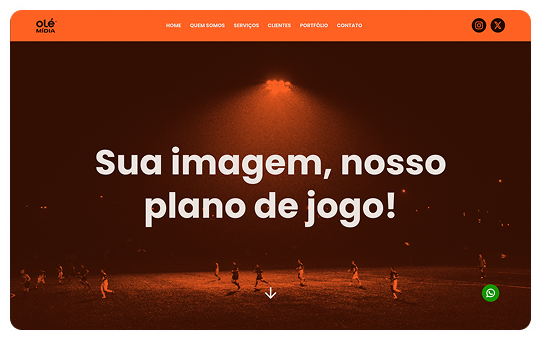 olé
MÍDIA
HOME QUEM SOMOS SERVIÇOS CLIENTES PORTFÓLIO CONTATO
Sua imagem, nosso
plano de jogo!